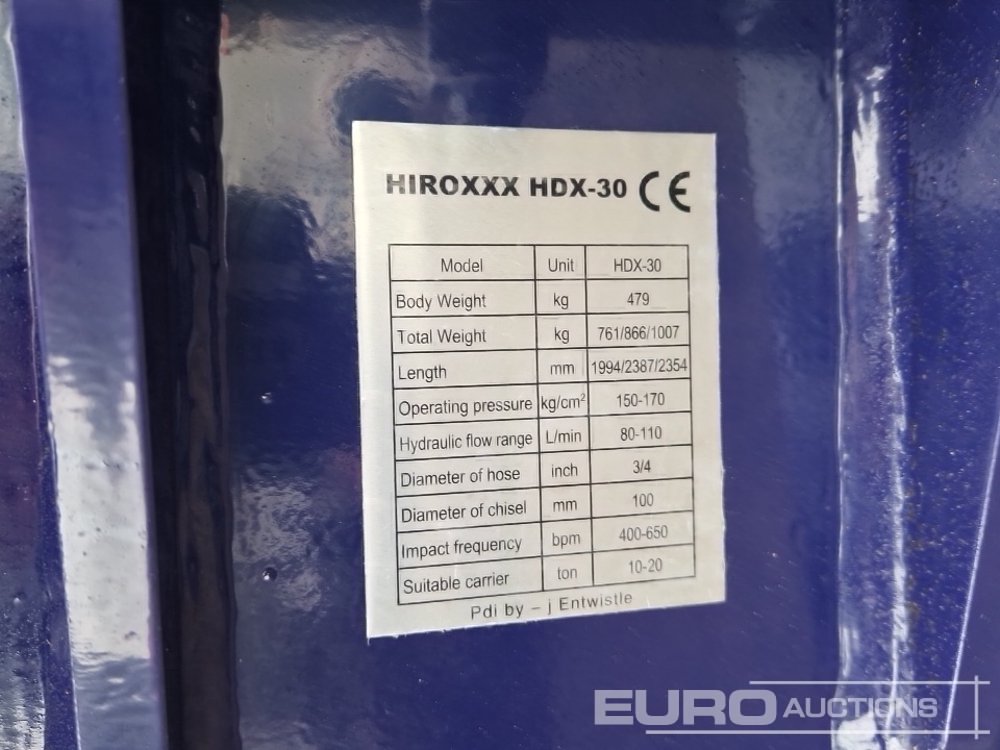 HIROXXX HDX-30 CE
Model Unit HDX-30
Body Weight kg 479
Total Weight kg 761/866/1007
Length mm 1994/2387/2354
Operating pressure kg/cm² 150-170
Hydraulic flow range L/min 80-110
Diameter of hose inch 3/4
Diameter of chisel mm 100
Impact frequency bpm 400-650
Suitable carrier ton 10-20
Pdi by – j Entwistle
EURO AUCTIONS